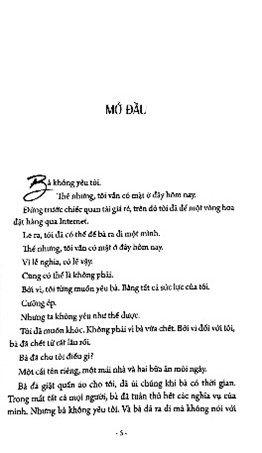 MỞ ĐẦU
Bà không yêu tôi.
Thế nhưng, tôi vẫn có mặt ở đây hôm nay.
Đứng trước chiếc quan tài giá rẻ, trên đó tôi đã để một vòng hoa
đặt hàng qua Internet.
Lẽ ra, tôi đã có thể để bà ra đi một mình.
Thế nhưng, tôi vẫn có mặt ở đây hôm nay.
Vì lễ nghĩa, có lẽ vậy.
Cũng có thể là không phải.
Bởi vì, tôi từng muốn yêu bà. Bằng tất cả sức lực của tôi.
Cưỡng ép.
Nhưng ta không yêu như thế được.
Tôi đã muốn khóc. Không phải vì bà vừa chết. Bởi vì đối với tôi,
bà đã chết từ rất lâu rồi.
Bà đã cho tôi điều gì?
Một cái tên riêng, một mái nhà và hai bữa ăn mỗi ngày.
Bà đã giặt quần áo cho tôi, đã ủi chúng khi bà có thời gian.
Trong mắt tất cả mọi người, bà đã tuân thủ hết các nghĩa vụ của
mình. Nhưng bà không yêu tôi. Và bà đã ra đi mà không nói với
- 5 -